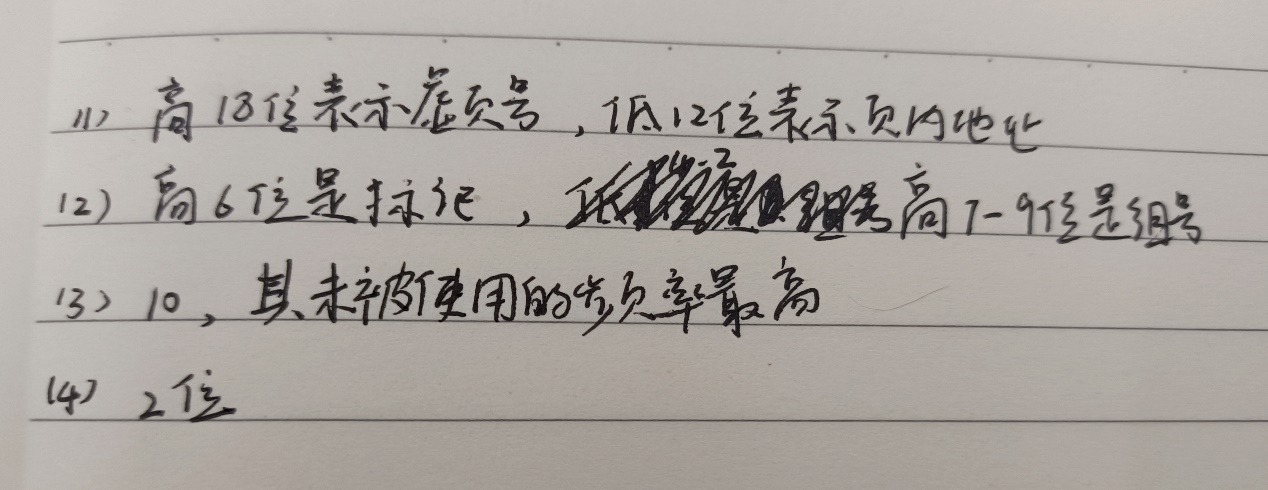 (1) 高18位表示虚页号，低12位表示页内地址
(2) 高6位是标记，高7-9位是组号
(3) 10，其未被使用的频率最高
(4) 2位